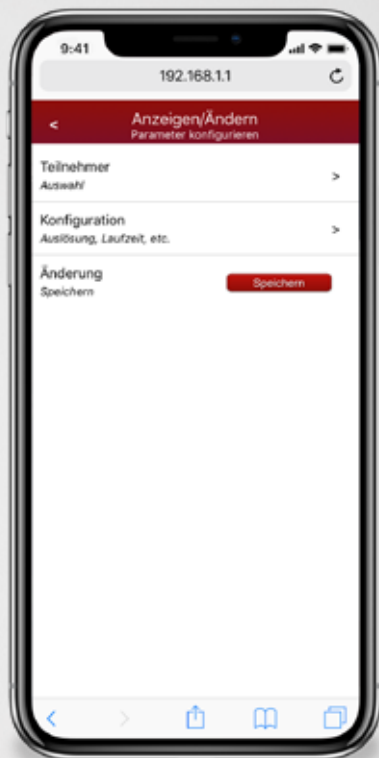 9:41
192.168.1.1
<
Anzeigen/Ändern
Parameter konfigurieren
Teilnehmer
>
Auswahl
Konfiguration
>
Auslösung, Laufzeit, etc.
Änderung
Speichern
Speichern